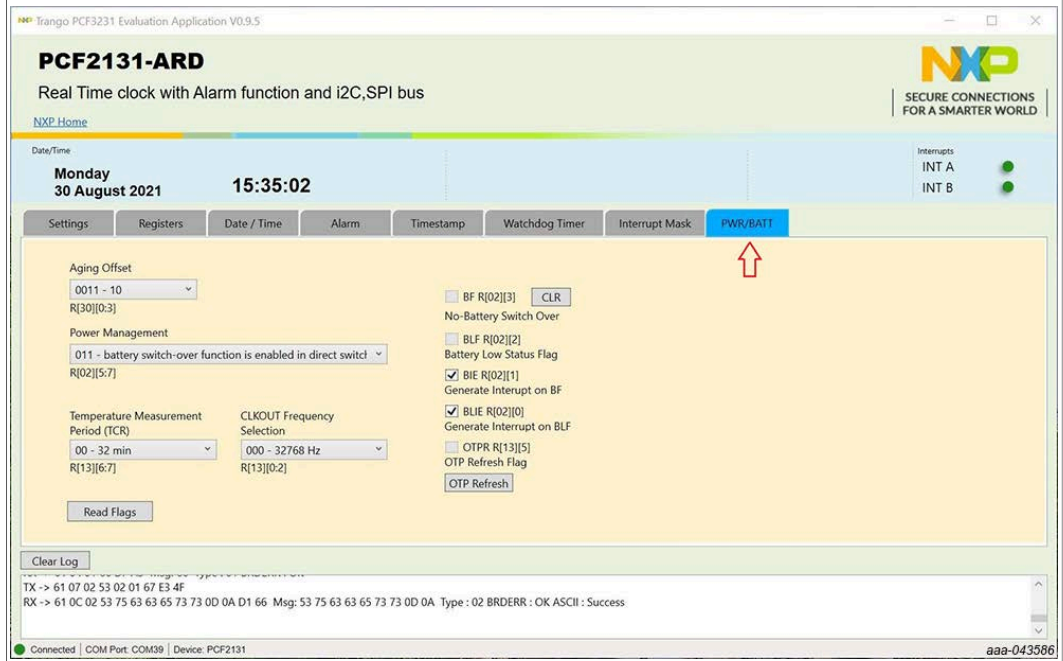 Trango PCF3231 Evaluation Application V0.9.5
PCF2131-ARD
Real Time clock with Alarm function and i2C,SPI bus
NXP Home
NXP
SECURE CONNECTIONS
FOR A SMARTER WORLD
Date/Time
Monday
30 August 2021
15:35:02
Interrupts
INT A
INT B
Settings Registers Date / Time Alarm Timestamp Watchdog Timer Interrupt Mask PWR/BATT
Aging Offset
0011 - 10
R[30][0:3]
Power Management
011 - battery switch-over function is enabled in direct switcl
R[02][5:7]
Temperature Measurement
Period (TCR)
00 - 32 min
R[13][6:7]
CLKOUT Frequency
Selection
000 - 32768 Hz
R[13][0:2]
Read Flags
BF R[02][3] CLR
No-Battery Switch Over
BLF R[02][2]
Battery Low Status Flag
BIE R[02][1]
Generate Interupt on BF
BLIE R[02][0]
Generate Interrupt on BLF
OTPR R[13][5]
OTP Refresh Flag
OTP Refresh
Clear Log
TX -> 61 07 02 53 02 01 67 E3 4F
RX -> 61 0C 02 53 75 63 63 65 73 73 0D 0A D1 66 Msg: 53 75 63 63 65 73 73 0D 0A Type : 02 BRDERR : OK ASCII : Success
Connected COM Port: COM39 Device: PCF2131
aaa-043586